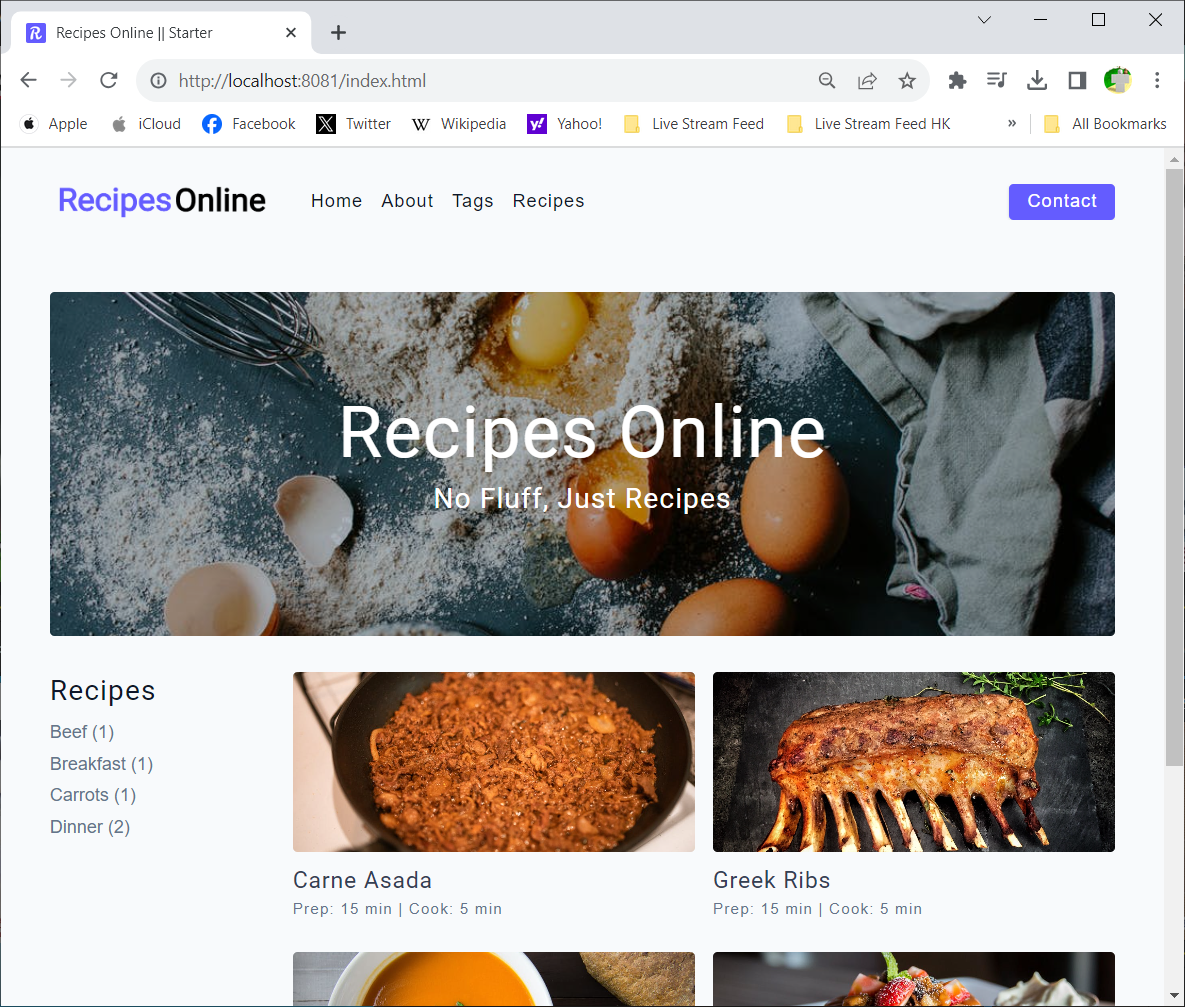 Recipes Online || Starter
http://localhost:8081/index.html
Apple iCloud Facebook Twitter Wikipedia Yahoo! Live Stream Feed Live Stream Feed HK » All Bookmarks
RecipesOnline Home About Tags Recipes Contact
Recipes Online
No Fluff, Just Recipes
Recipes
Beef (1)
Breakfast (1)
Carrots (1)
Dinner (2)
Carne Asada
Prep: 15 min | Cook: 5 min
Greek Ribs
Prep: 15 min | Cook: 5 min